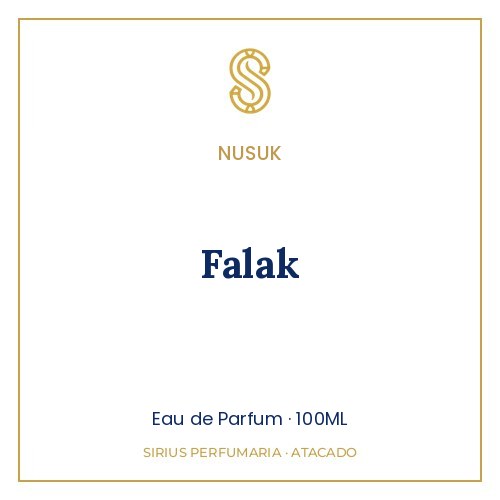 NUSUK
Falak
Eau de Parfum · 100ML
SIRIUS PERFUMARIA · ATACADO